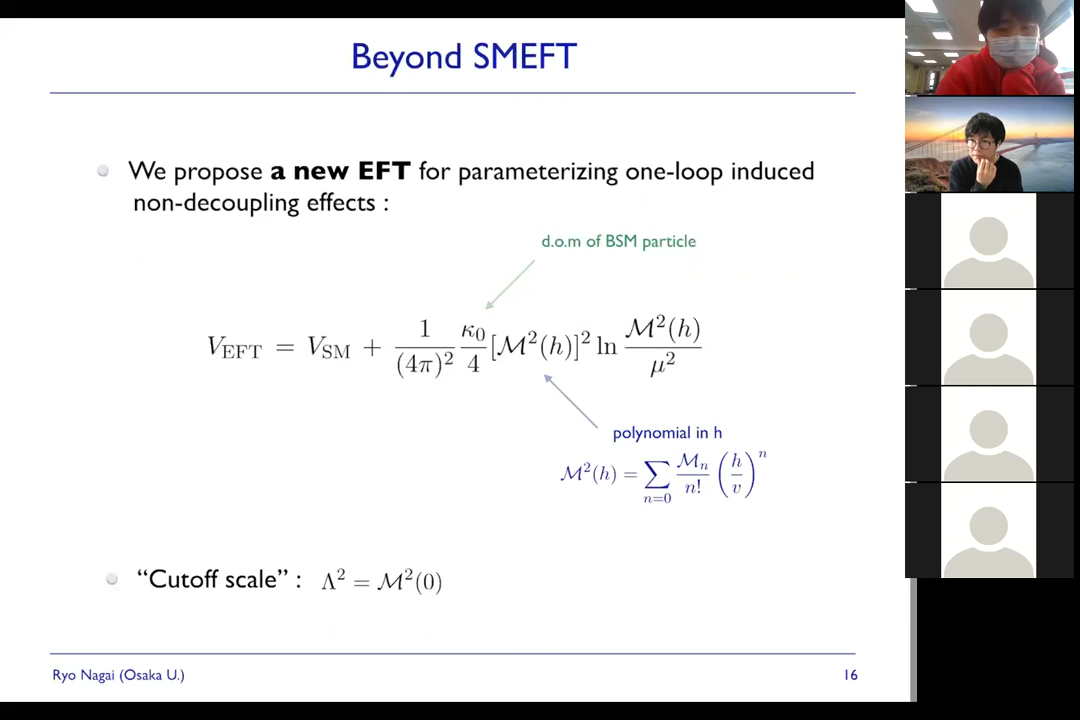 Beyond SMEFT
We propose a new EFT for parameterizing one-loop induced
non-decoupling effects :
d.o.m of BSM particle
V_EFT = V_SM + 1/(4π)² κ₀/4 [ℳ²(h)]² ln ℳ²(h)/μ²
polynomial in h
ℳ²(h) = ∑_{n=0} ℳₙ/n! (h/v)ⁿ
“Cutoff scale” : Λ² = ℳ²(0)
Ryo Nagai (Osaka U.)
16